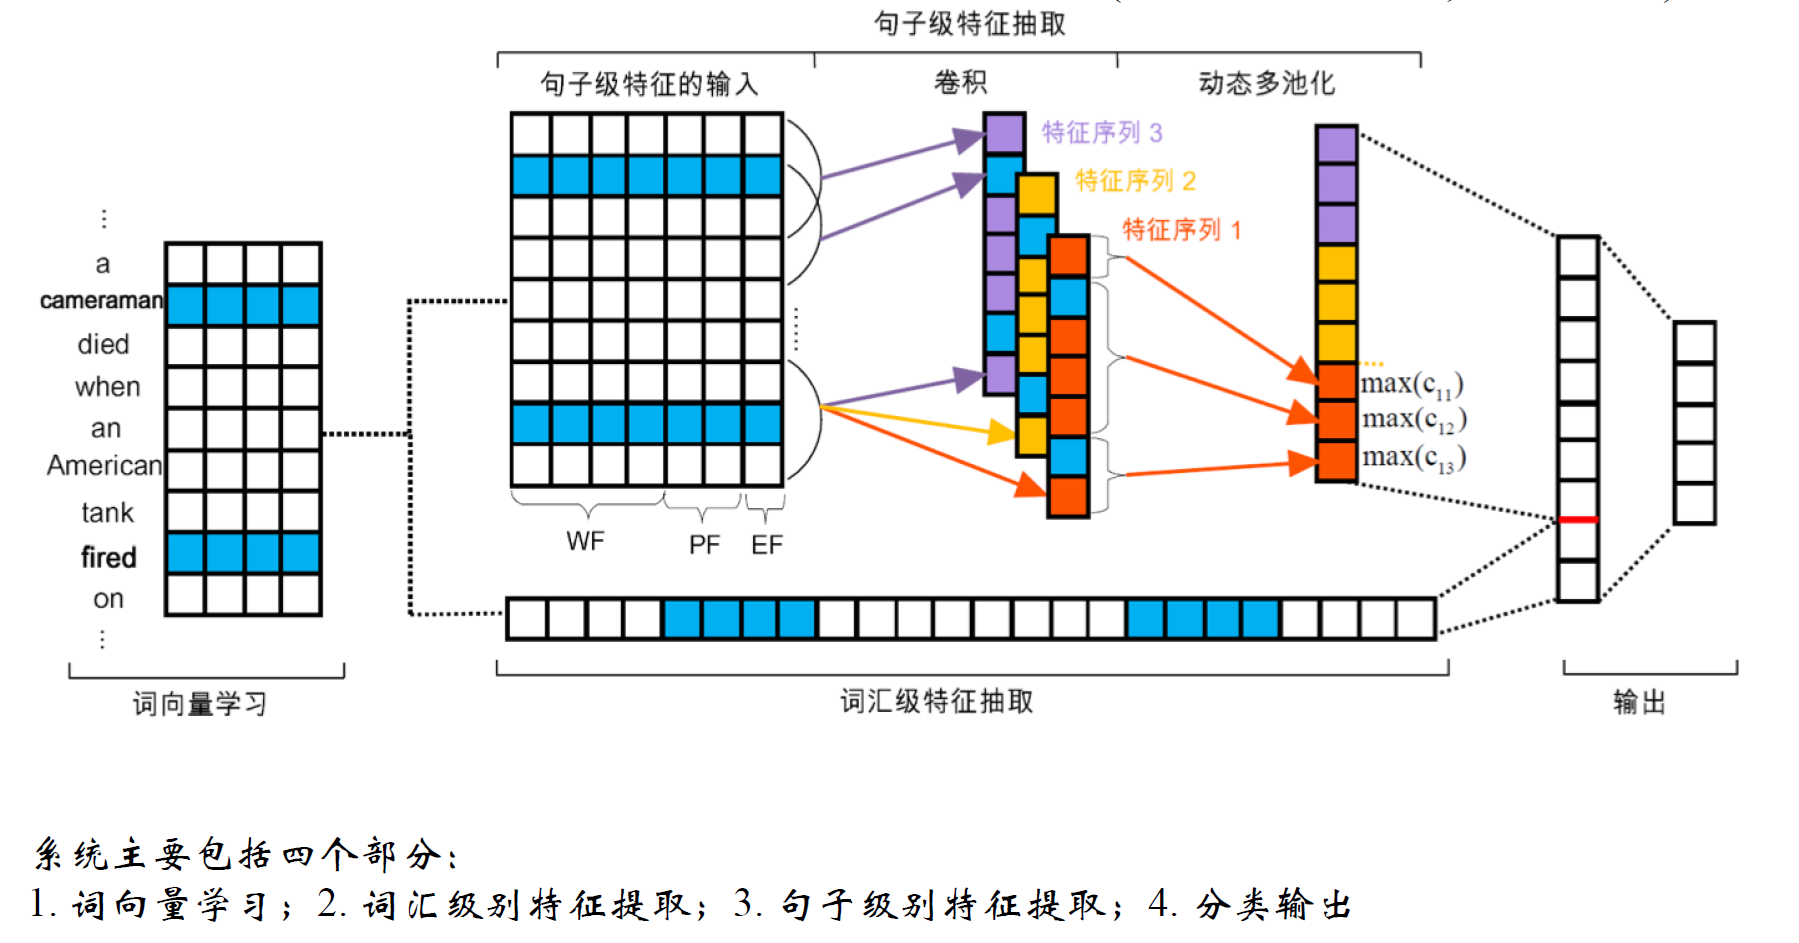 句子级特征抽取
句子级特征的输入
卷积
动态多池化
特征序列 3
特征序列 2
特征序列 1
⋮
a
cameraman
died
when
an
American
tank
fired
on
⋮
max(c11)
max(c12)
max(c13)
WF
PF
EF
词向量学习
词汇级特征抽取
输出
系统主要包括四个部分：
1. 词向量学习；2. 词汇级别特征提取；3. 句子级别特征提取；4. 分类输出